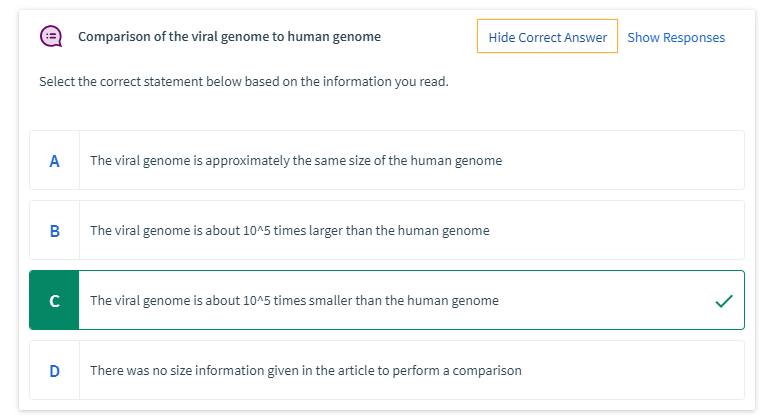 Comparison of the viral genome to human genome
Hide Correct Answer
Show Responses
Select the correct statement below based on the information you read.
A
The viral genome is approximately the same size of the human genome
B
The viral genome is about 10^5 times larger than the human genome
C
The viral genome is about 10^5 times smaller than the human genome
D
There was no size information given in the article to perform a comparison